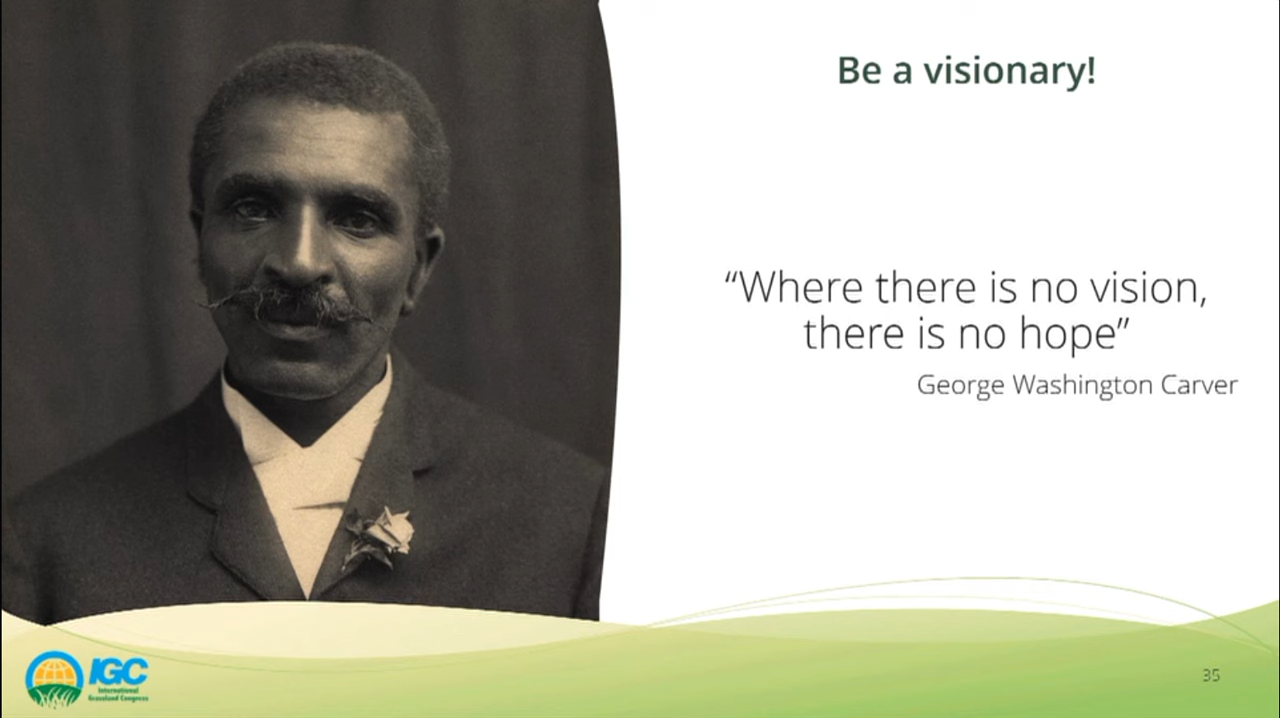 Be a visionary!
“Where there is no vision,
there is no hope”
George Washington Carver
IGC
International
Grassland Congress
35